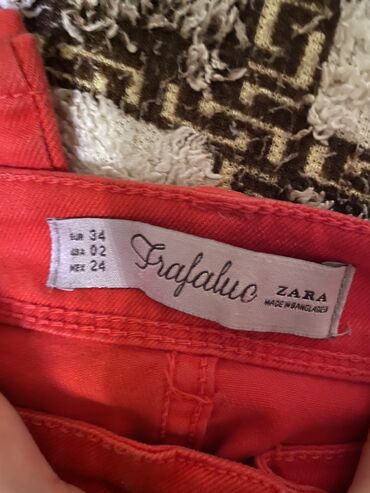 EUR 34
USA 02
MEX 24
Trafaluc
ZARA
MADE IN BANGLADESH